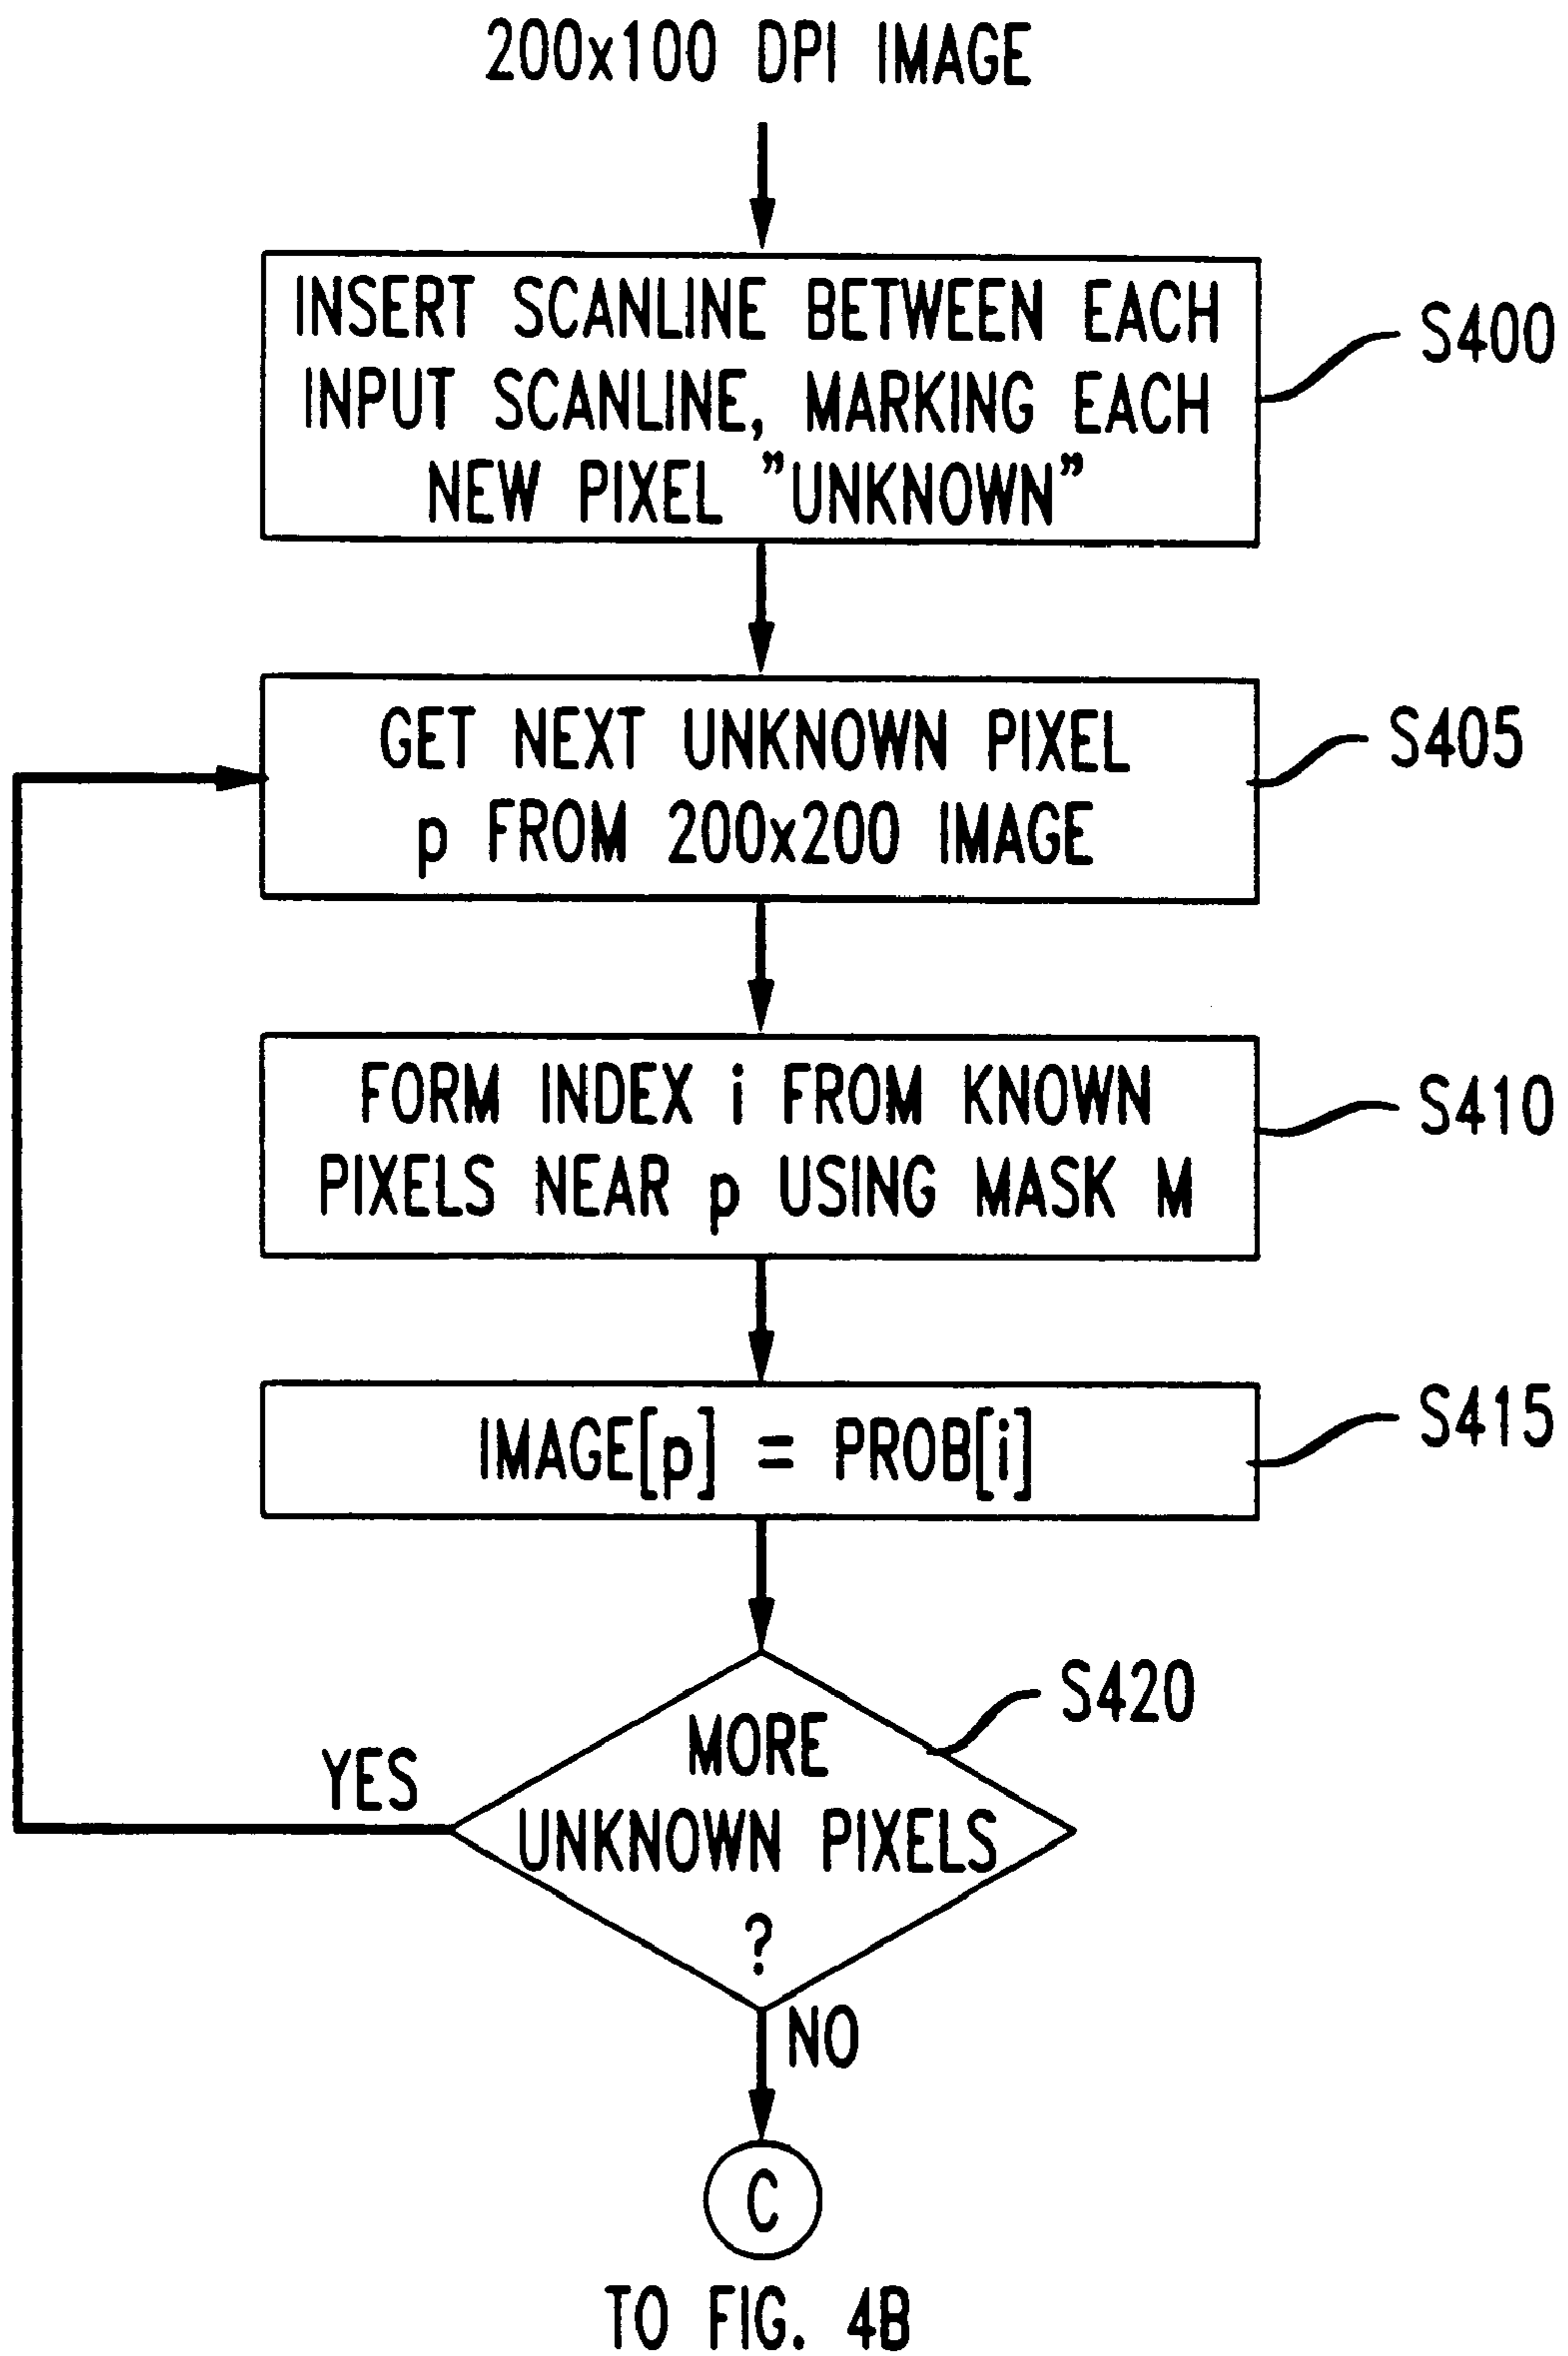 200x100 DPI IMAGE
INSERT SCANLINE BETWEEN EACH
INPUT SCANLINE, MARKING EACH
NEW PIXEL ”UNKNOWN”
S400
GET NEXT UNKNOWN PIXEL
p FROM 200x200 IMAGE
S405
FORM INDEX i FROM KNOWN
PIXELS NEAR p USING MASK M
S410
IMAGE[p] = PROB[i]
S415
MORE
UNKNOWN PIXELS
?
S420
YES
NO
C
TO FIG. 4B